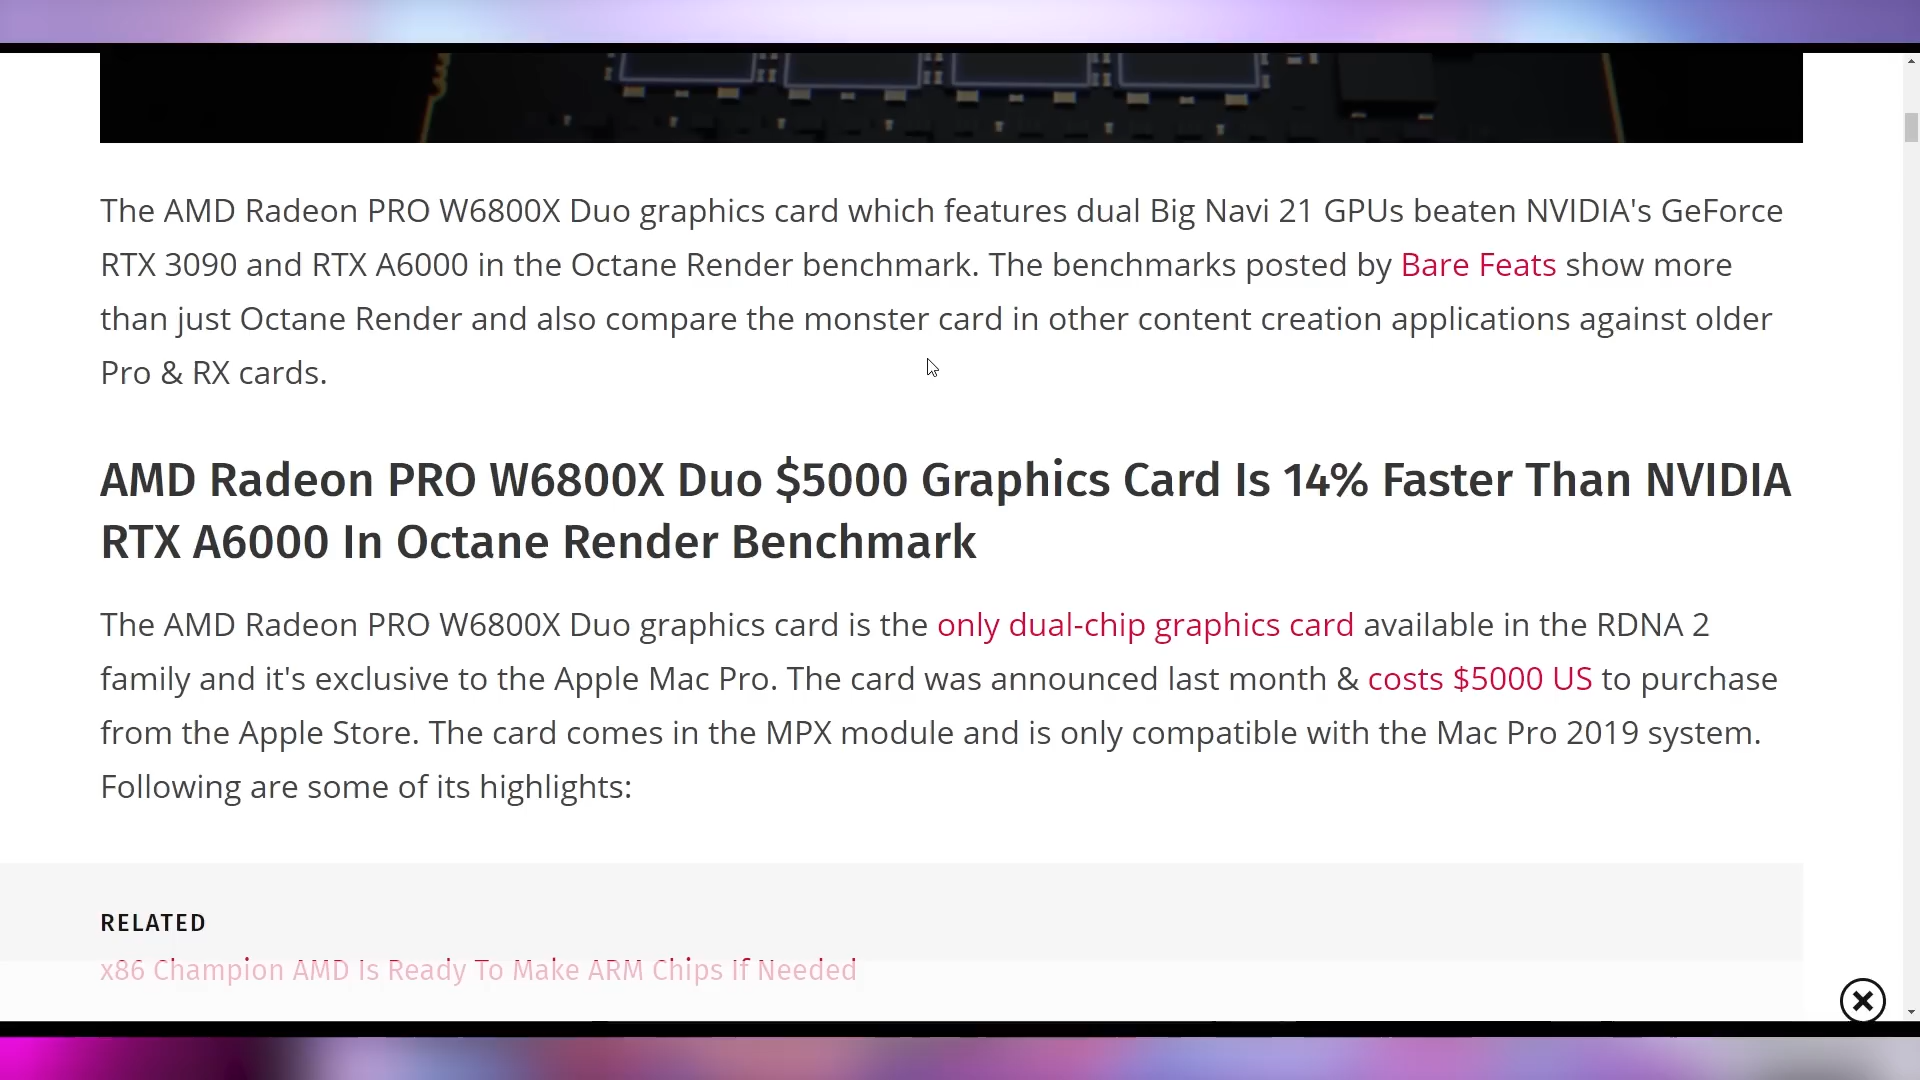 The AMD Radeon PRO W6800X Duo graphics card which features dual Big Navi 21 GPUs beaten NVIDIA's GeForce
RTX 3090 and RTX A6000 in the Octane Render benchmark. The benchmarks posted by Bare Feats show more
than just Octane Render and also compare the monster card in other content creation applications against older
Pro & RX cards.
AMD Radeon PRO W6800X Duo $5000 Graphics Card Is 14% Faster Than NVIDIA
RTX A6000 In Octane Render Benchmark
The AMD Radeon PRO W6800X Duo graphics card is the only dual-chip graphics card available in the RDNA 2
family and it's exclusive to the Apple Mac Pro. The card was announced last month & costs $5000 US to purchase
from the Apple Store. The card comes in the MPX module and is only compatible with the Mac Pro 2019 system.
Following are some of its highlights:
RELATED
x86 Champion AMD Is Ready To Make ARM Chips If Needed